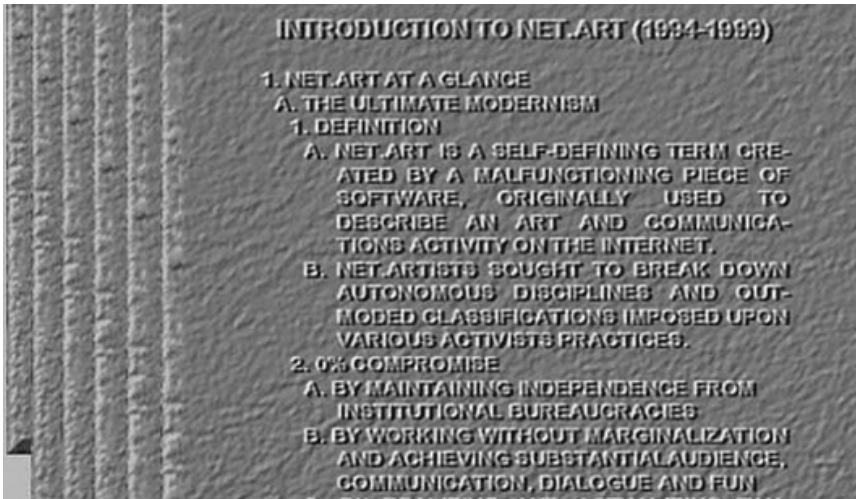 INTRODUCTION TO NET.ART (1994-1999)
1. NET.ART AT A GLANCE
A. THE ULTIMATE MODERNISM
1. DEFINITION
A. NET.ART IS A SELF-DEFINING TERM CRE-
ATED BY A MALFUNCTIONING PIECE OF
SOFTWARE, ORIGINALLY USED TO
DESCRIBE AN ART AND COMMUNICA-
TIONS ACTIVITY ON THE INTERNET.
B. NET.ARTISTS SOUGHT TO BREAK DOWN
AUTONOMOUS DISCIPLINES AND OUT-
MODED CLASSIFICATIONS IMPOSED UPON
VARIOUS ACTIVISTS PRACTICES.
2. 0% COMPROMISE
A. BY MAINTAINING INDEPENDENCE FROM
INSTITUTIONAL BUREAUCRACIES
B. BY WORKING WITHOUT MARGINALIZATION
AND ACHIEVING SUBSTANTIAL AUDIENCE,
COMMUNICATION, DIALOGUE AND FUN